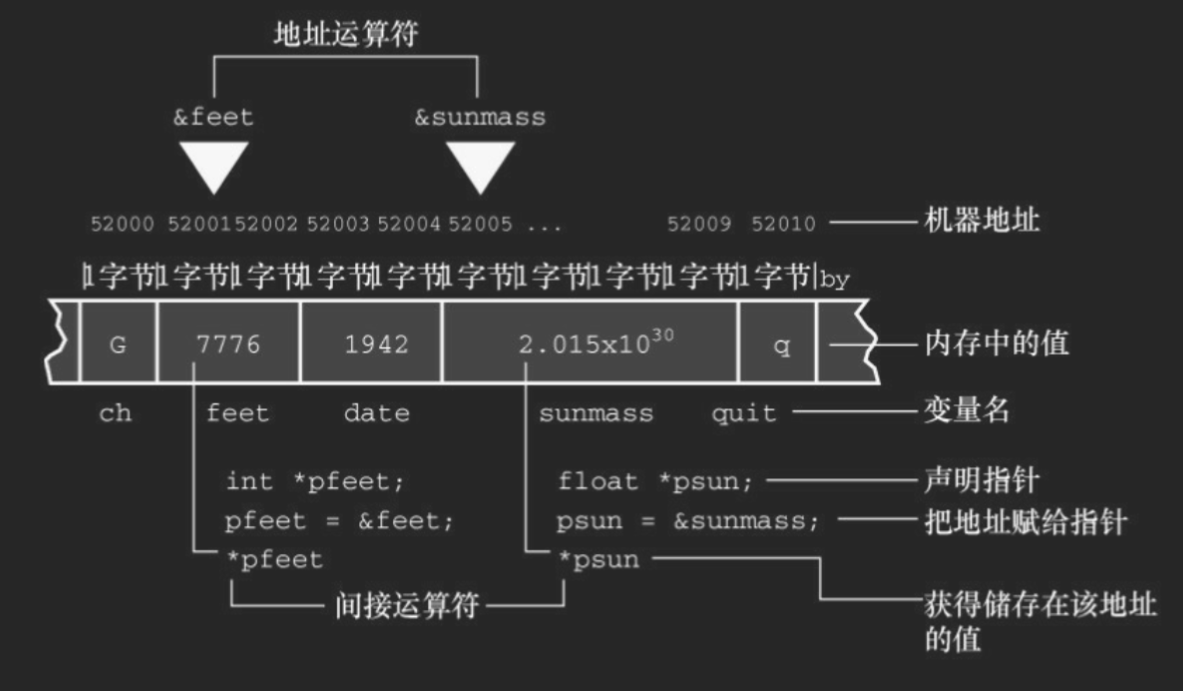 地址运算符
&feet &sunmass
52000 52001 52002 52003 52004 52005 ... 52009 52010 机器地址
1字节 1字节 1字节 1字节 1字节 1字节 1字节 1字节 1字节 1字节 by
G 7776 1942 2.015x10³⁰ q 内存中的值
ch feet date sunmass quit 变量名
int *pfeet; float *psun; 声明指针
pfeet = &feet; psun = &sunmass; 把地址赋给指针
*pfeet *psun
间接运算符 获得储存在该地址
的值